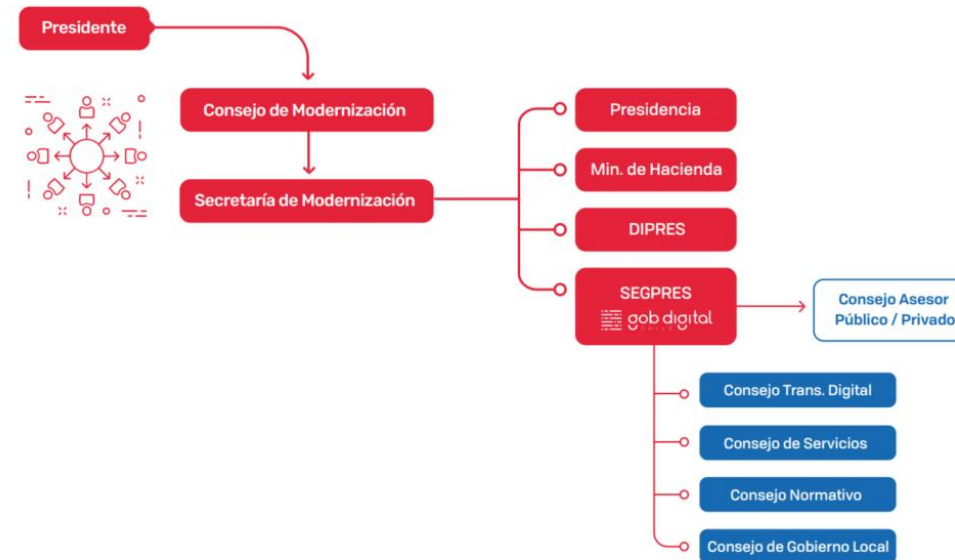 Presidente
Consejo de Modernización
Secretaría de Modernización
Presidencia
Min. de Hacienda
DIPRES
SEGPRES
gob digital
CHILE
Consejo Asesor
Público / Privado
Consejo Trans. Digital
Consejo de Servicios
Consejo Normativo
Consejo de Gobierno Local